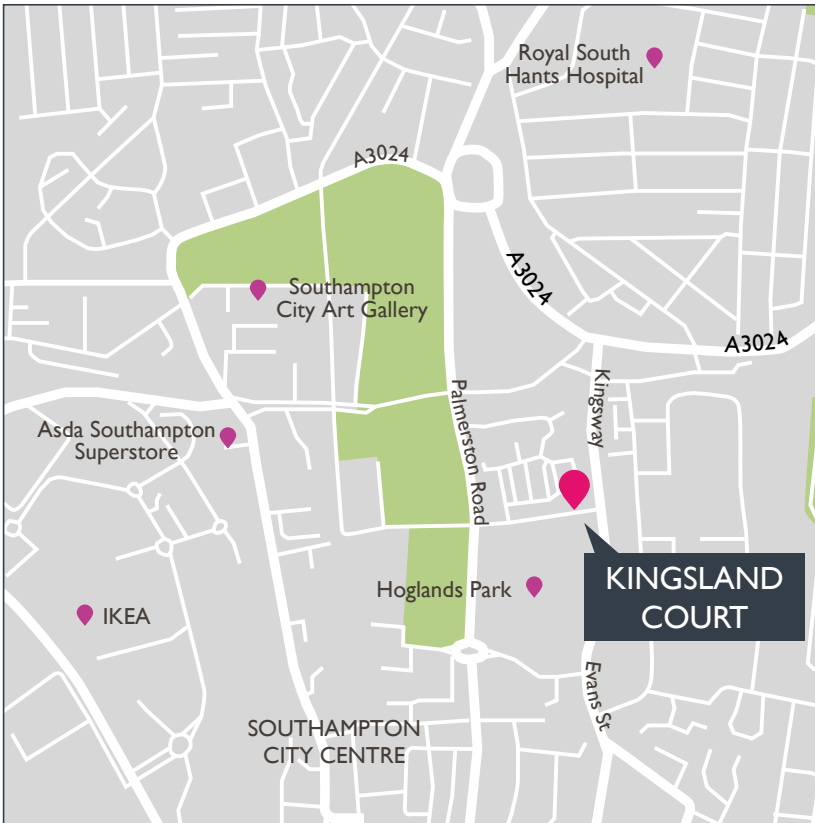 Royal South
Hants Hospital
A3024
A3024
A3024
Southampton
City Art Gallery
Kingsway
Palmerston Road
Asda Southampton
Superstore
KINGSLAND
COURT
Hoglands Park
IKEA
Evans St
SOUTHAMPTON
CITY CENTRE